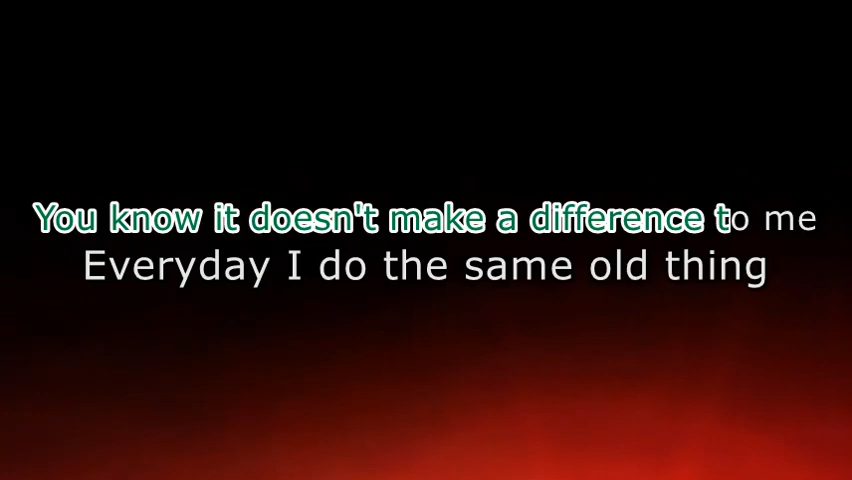 You know it doesn't make a difference to me
Everyday I do the same old thing